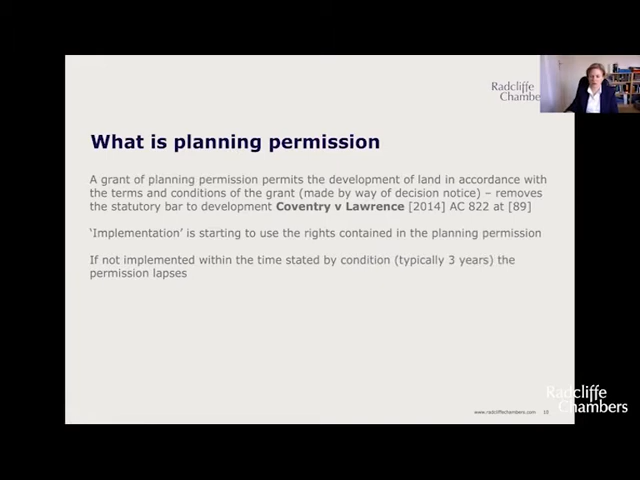 Radcliffe
Chambers
What is planning permission
A grant of planning permission permits the development of land in accordance with
the terms and conditions of the grant (made by way of decision notice) – removes
the statutory bar to development Coventry v Lawrence [2014] AC 822 at [89]
‘Implementation’ is starting to use the rights contained in the planning permission
If not implemented within the time stated by condition (typically 3 years) the
permission lapses
www.radcliffechambers.com 10
Radcliffe
Chambers